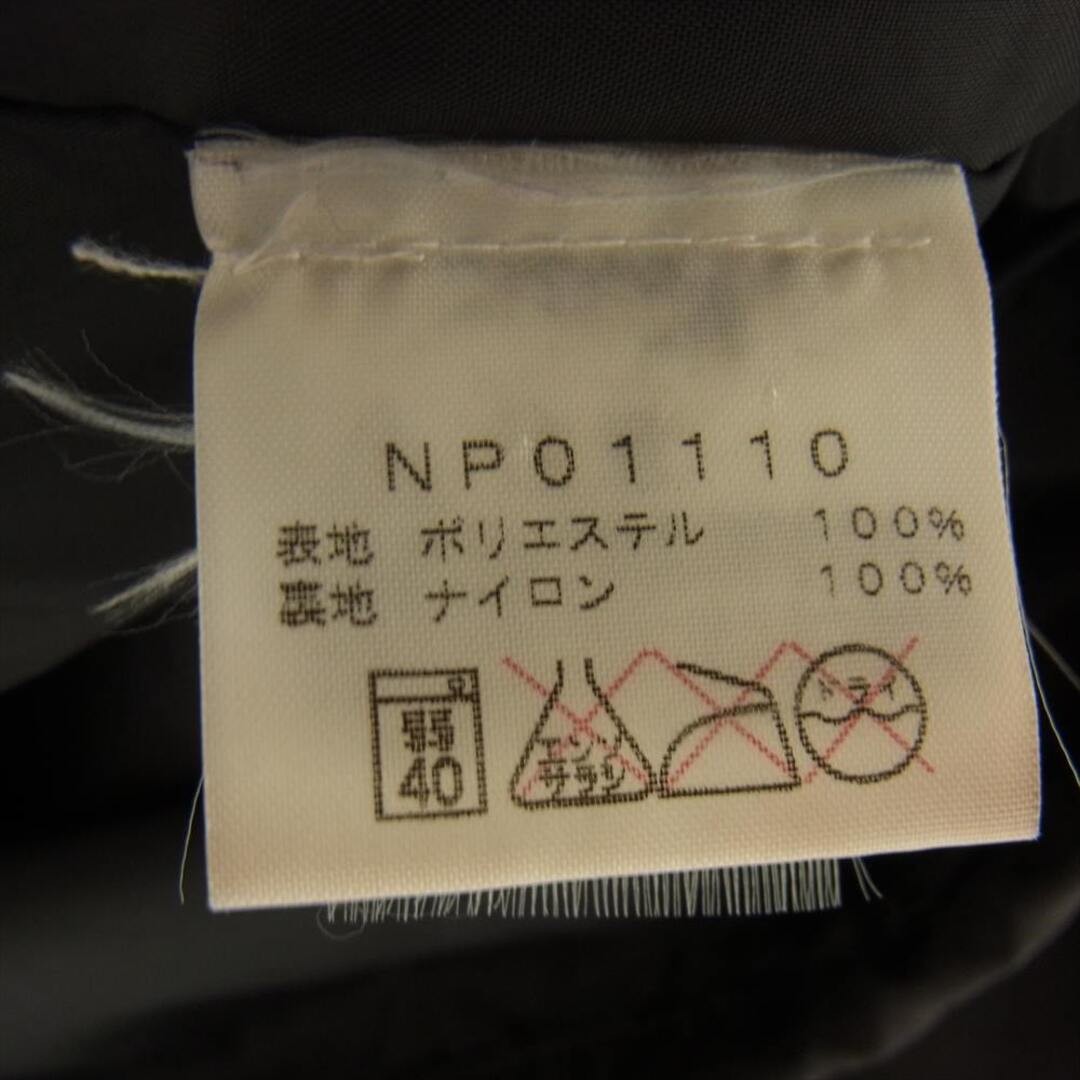 NP01110
表地 ポリエステル 100%
裏地 ナイロン 100%
弱
40
エンソ
サラシ
ドライ